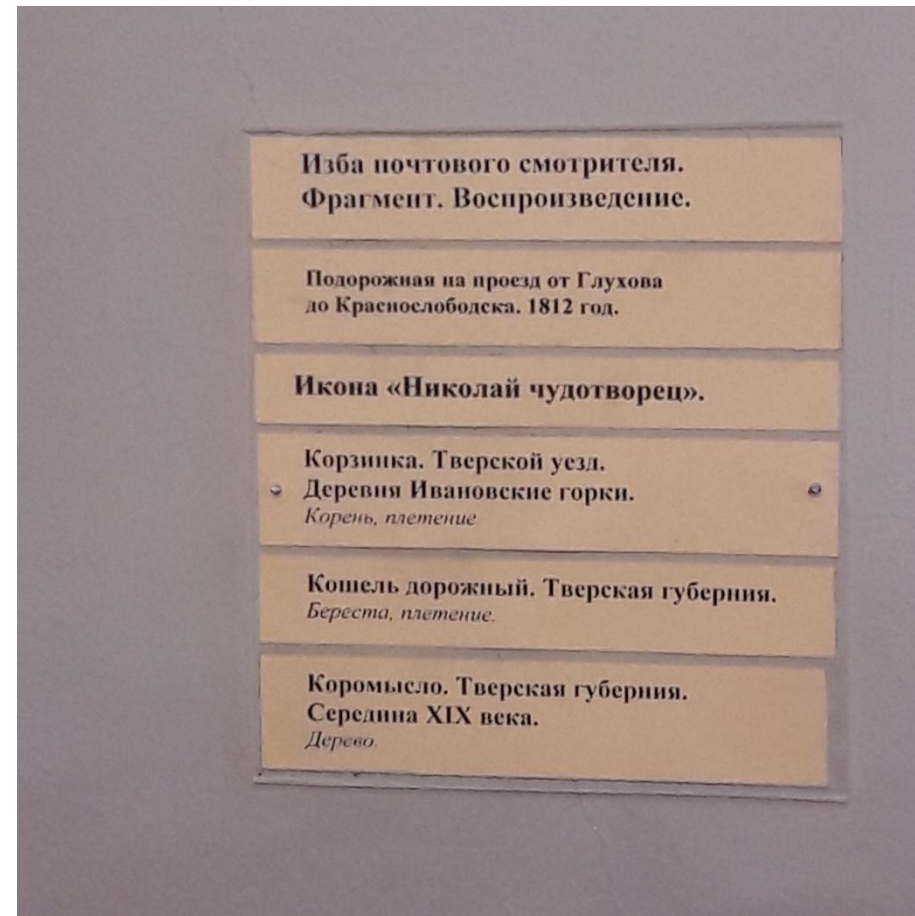 Изба почтового смотрителя.
Фрагмент. Воспроизведение.
Подорожная на проезд от Глухова
до Краснослободска. 1812 год.
Икона «Николай чудотворец».
Корзинка. Тверской уезд.
Деревня Ивановские горки.
Корень, плетение
Кошель дорожный. Тверская губерния.
Береста, плетение.
Коромысло. Тверская губерния.
Середина XIX века.
Дерево.